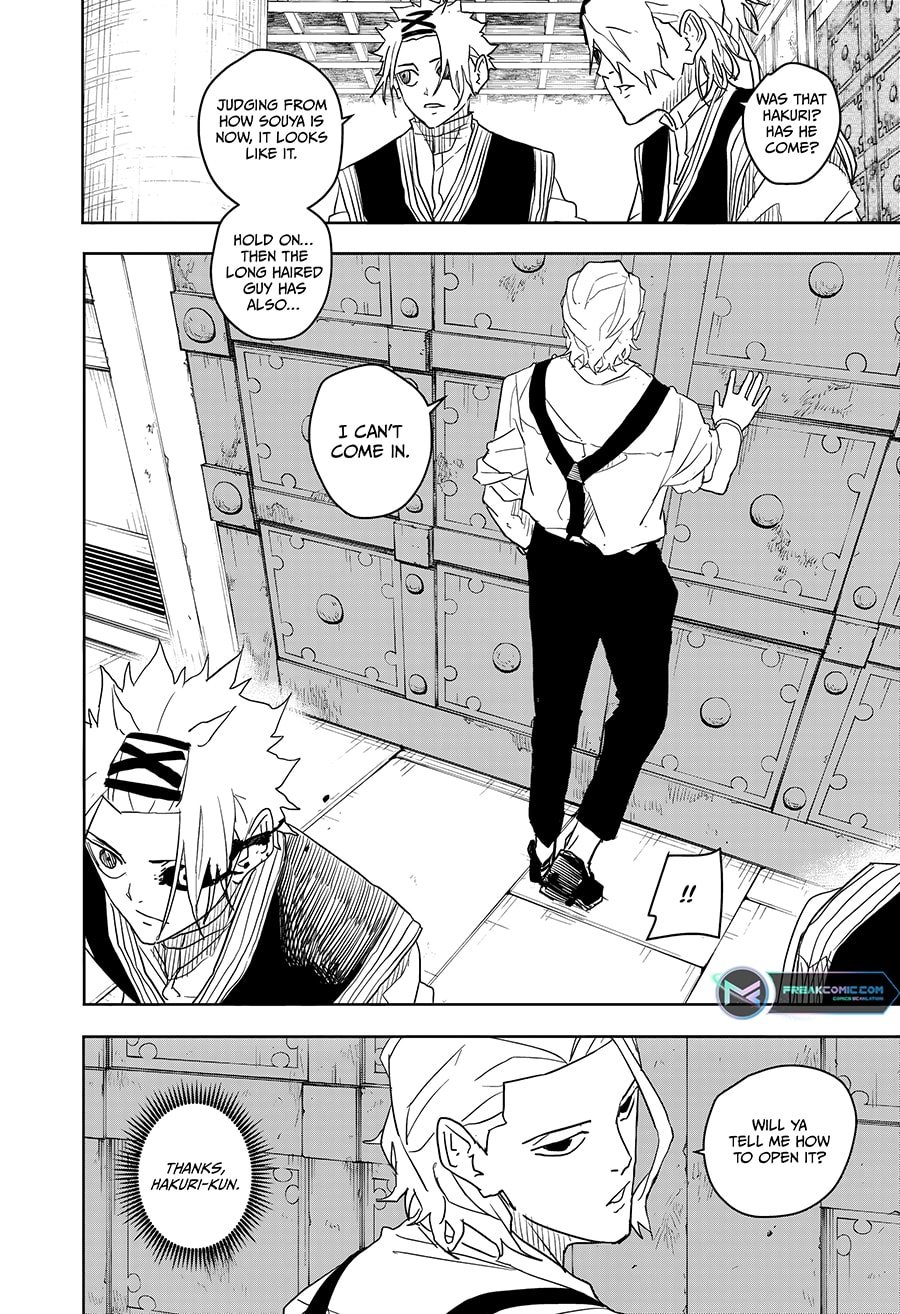 WAS THAT
HAKURI?
HAS HE
COME?
JUDGING FROM
HOW SOUYA
IS NOW,
IT LOOKS
LIKE IT.
HOLD ON...
THEN THE
LONG HAIRED
GUY HAS
ALSO...
I CAN'T
COME IN.
!!
FREAKCOMIC.COM
COMICS SCANLATION
WILL YA
TELL ME HOW
TO OPEN IT?
THANKS,
HAKURI-KUN.